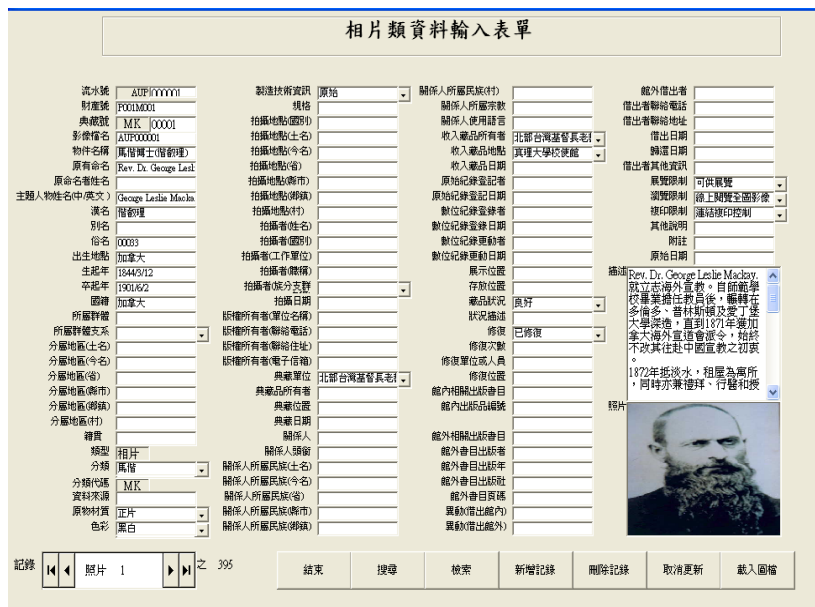 相片類資料輸入表單
流水號 AUP 000001
財產號 P001M001
典藏號 MK 00001
影像檔名 AUP000001
物件名稱 馬偕博士(偕叡理)
原有命名 Rev. Dr. George Lesl
原命名者姓名
主題人物姓名(中/英文) George Leslie Macka
漢名 偕叡理
別名
俗名 00033
出生地點 加拿大
生起年 1844/3/12
卒起年 1901/6/2
國籍 加拿大
所屬群體
所屬群體支系
分屬地區(土名)
分屬地區(今名)
分屬地區(省)
分屬地區(縣市)
分屬地區(鄉鎮)
分屬地區(村)
籍貫
類型 相片
分類 馬偕
分類代碼 MK
資料來源
原物材質 正片
色彩 黑白
製造技術資訊 原始
規格
拍攝地點(國別)
拍攝地點(土名)
拍攝地點(今名)
拍攝地點(省)
拍攝地點(縣市)
拍攝地點(鄉鎮)
拍攝地點(村)
拍攝者(姓名)
拍攝者(國別)
拍攝者(工作單位)
拍攝者(職稱)
拍攝者(族分支群
拍攝日期
版權所有者(單位名稱)
版權所有者(聯絡電話)
版權所有者(聯絡住址)
版權所有者(電子信箱)
典藏單位 北部台灣基督長老
典藏品所有者
典藏位置
典藏日期
關係人
關係人頭銜
關係人所屬民族(土名)
關係人所屬民族(今名)
關係人所屬民族(省)
關係人所屬民族(縣市)
關係人所屬民族(鄉鎮)
關係人所屬民族(村)
關係人所屬宗教
關係人使用語言
收入藏品所有者 北部台灣基督長老
收入藏品地點 真理大學校使館
收入藏品日期
原始紀錄登記者
原始紀錄登記日期
數位紀錄登錄者
數位紀錄登錄日期
數位紀錄更動者
數位紀錄更動日期
展示位置
存放位置
藏品狀況 良好
狀況描述
修復 已修復
修復次數
修復單位或人員
修復位置
館內相關出版書目
館內出版品編號
館外相關出版書目
館外書目出版者
館外書目出版年
館外書目出版社
館外書目頁碼
異動(借出館內)
異動(借出館外)
館外借出者
借出者聯絡電話
借出者聯絡地址
借出日期
歸還日期
借出者其他資訊
展覽限制 可供展覽
瀏覽限制 線上閱覽全圖影像
複印限制 連結複印控制
其他說明
附註
原始日期
描述 Rev. Dr. George Leslie Mackay.
就立志海外宣教。自師範學
校畢業擔任教員後,輾轉在
多倫多、普林斯頓及愛丁堡
大學深造,直到1871年獲加
拿大海外宣道會派令,始終
不改其往赴中國宣教之初衷
。
1872年抵淡水,租屋為寓所
,同時亦兼禮拜、行醫和授
照片
記錄 照片 1 之 395
結束 搜尋 檢索 新增記錄 刪除記錄 取消更新 載入圖檔